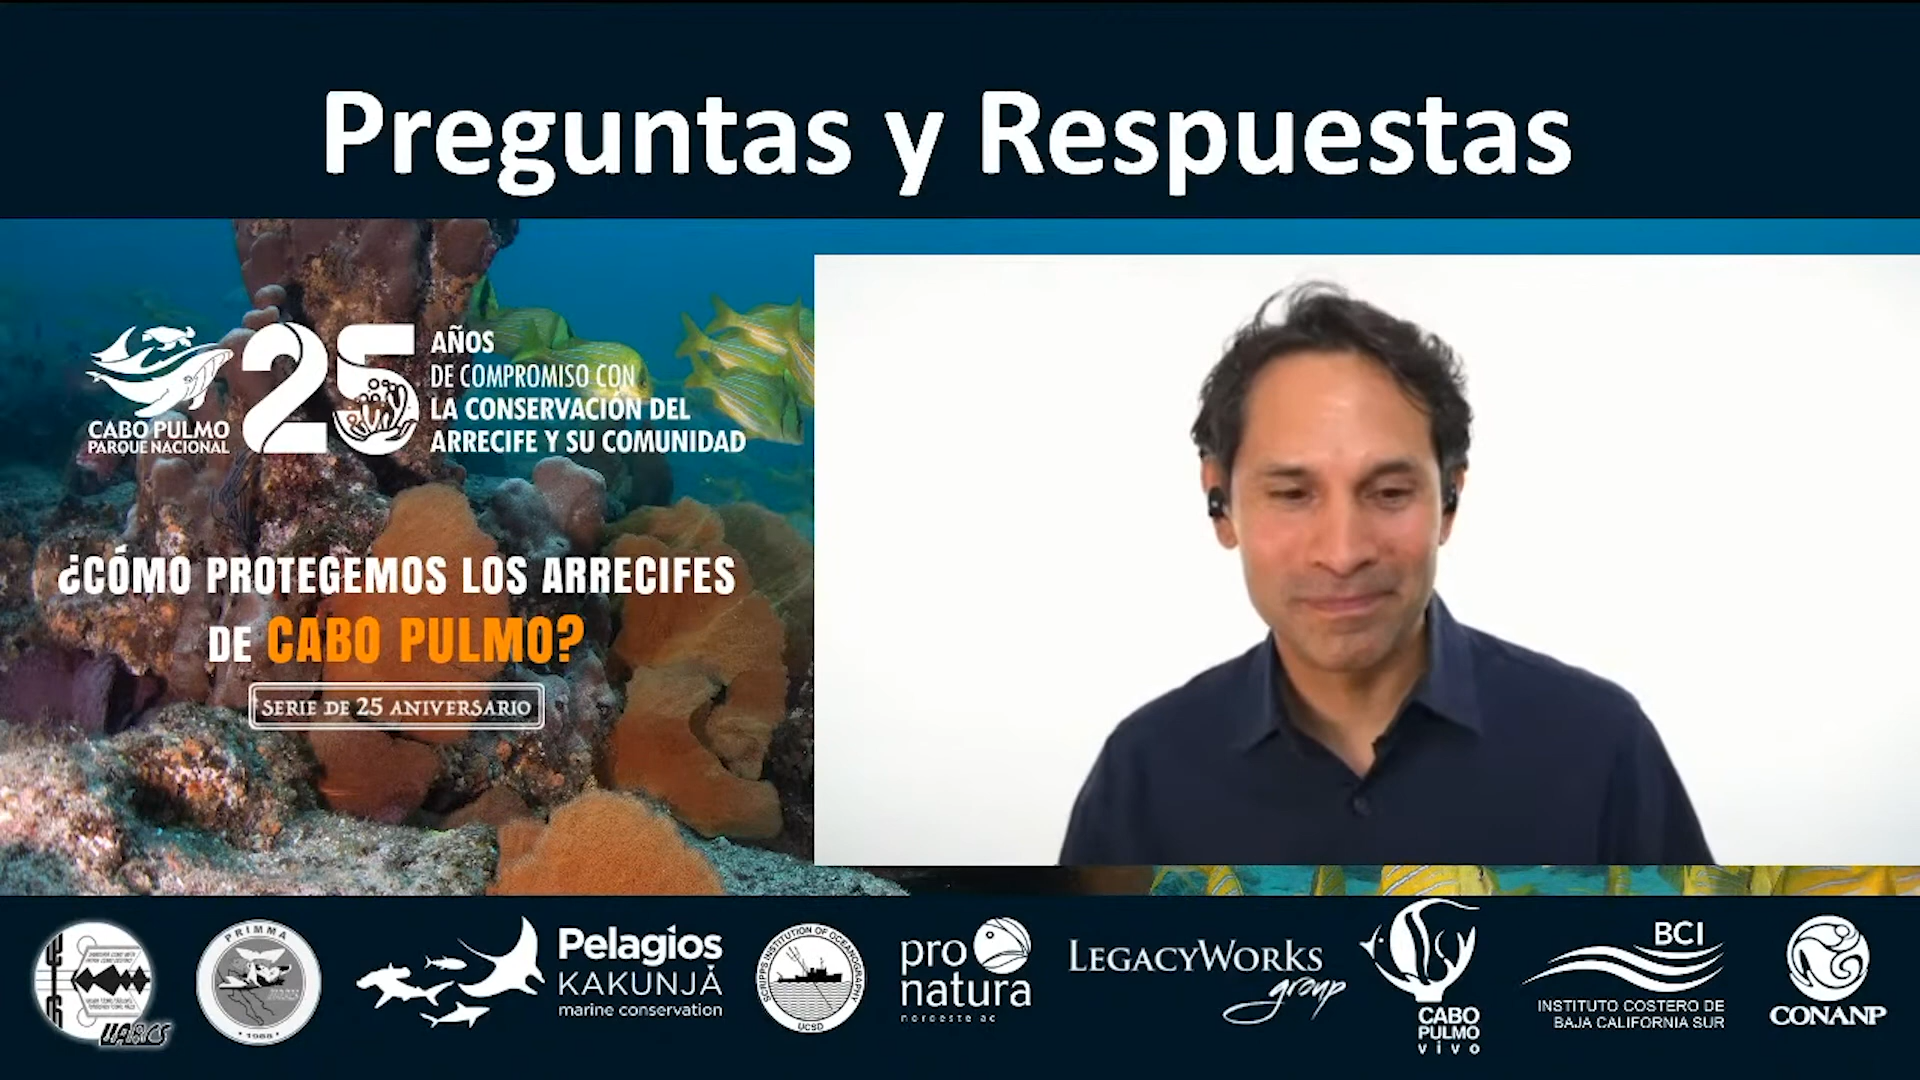 Preguntas y Respuestas
25
AÑOS
DE COMPROMISO CON
LA CONSERVACIÓN DEL
ARRECIFE Y SU COMUNIDAD
CABO PULMO
PARQUE NACIONAL
¿CÓMO PROTEGEMOS LOS ARRECIFES
DE CABO PULMO?
SERIE DE 25 ANIVERSARIO
UABCS
PRIMMA
1988
Pelagios
KAKUNJÁ
marine conservation
SCRIPPS INSTITUTION OF OCEANOGRAPHY
UCSD
pro
natura
noroeste ac
LEGACYWORKS
group
CABO
PULMO
vivo
BCI
INSTITUTO COSTERO DE
BAJA CALIFORNIA SUR
CONANP